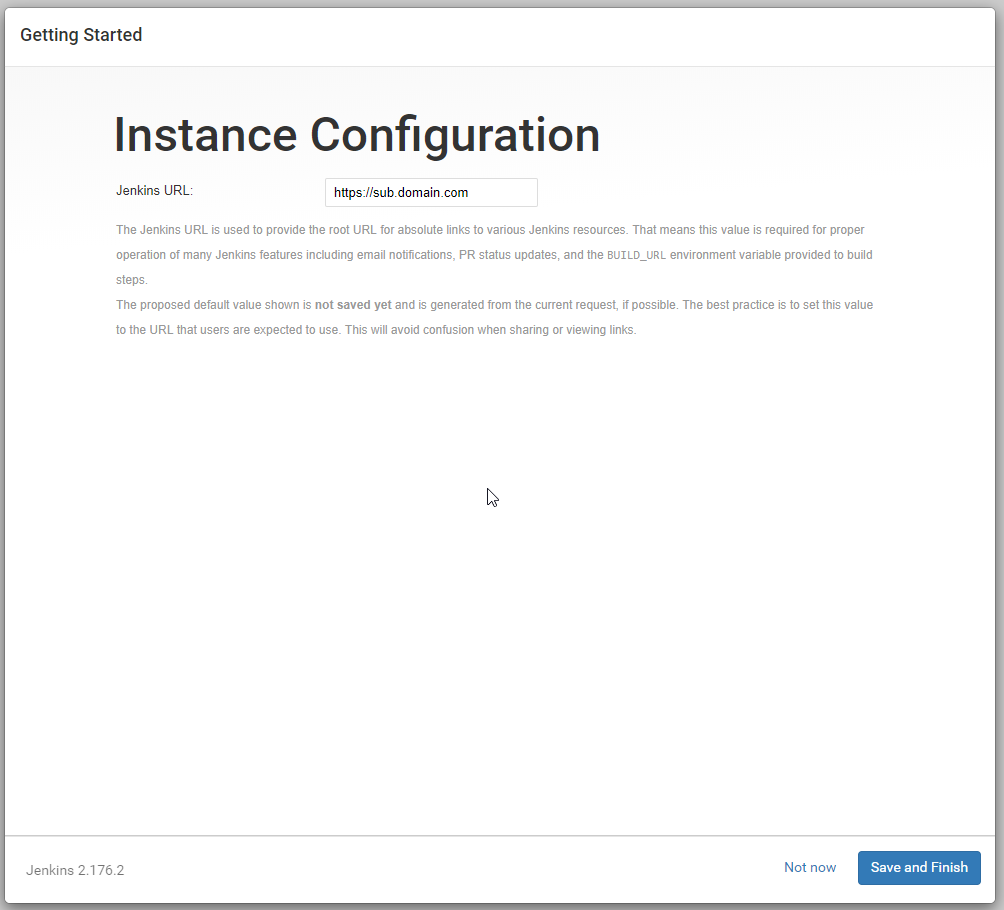 Getting Started
Instance Configuration
Jenkins URL:
https://sub.domain.com
The Jenkins URL is used to provide the root URL for absolute links to various Jenkins resources. That means this value is required for proper
operation of many Jenkins features including email notifications, PR status updates, and the BUILD_URL environment variable provided to build
steps.
The proposed default value shown is not saved yet and is generated from the current request, if possible. The best practice is to set this value
to the URL that users are expected to use. This will avoid confusion when sharing or viewing links.
Jenkins 2.176.2
Not now
Save and Finish